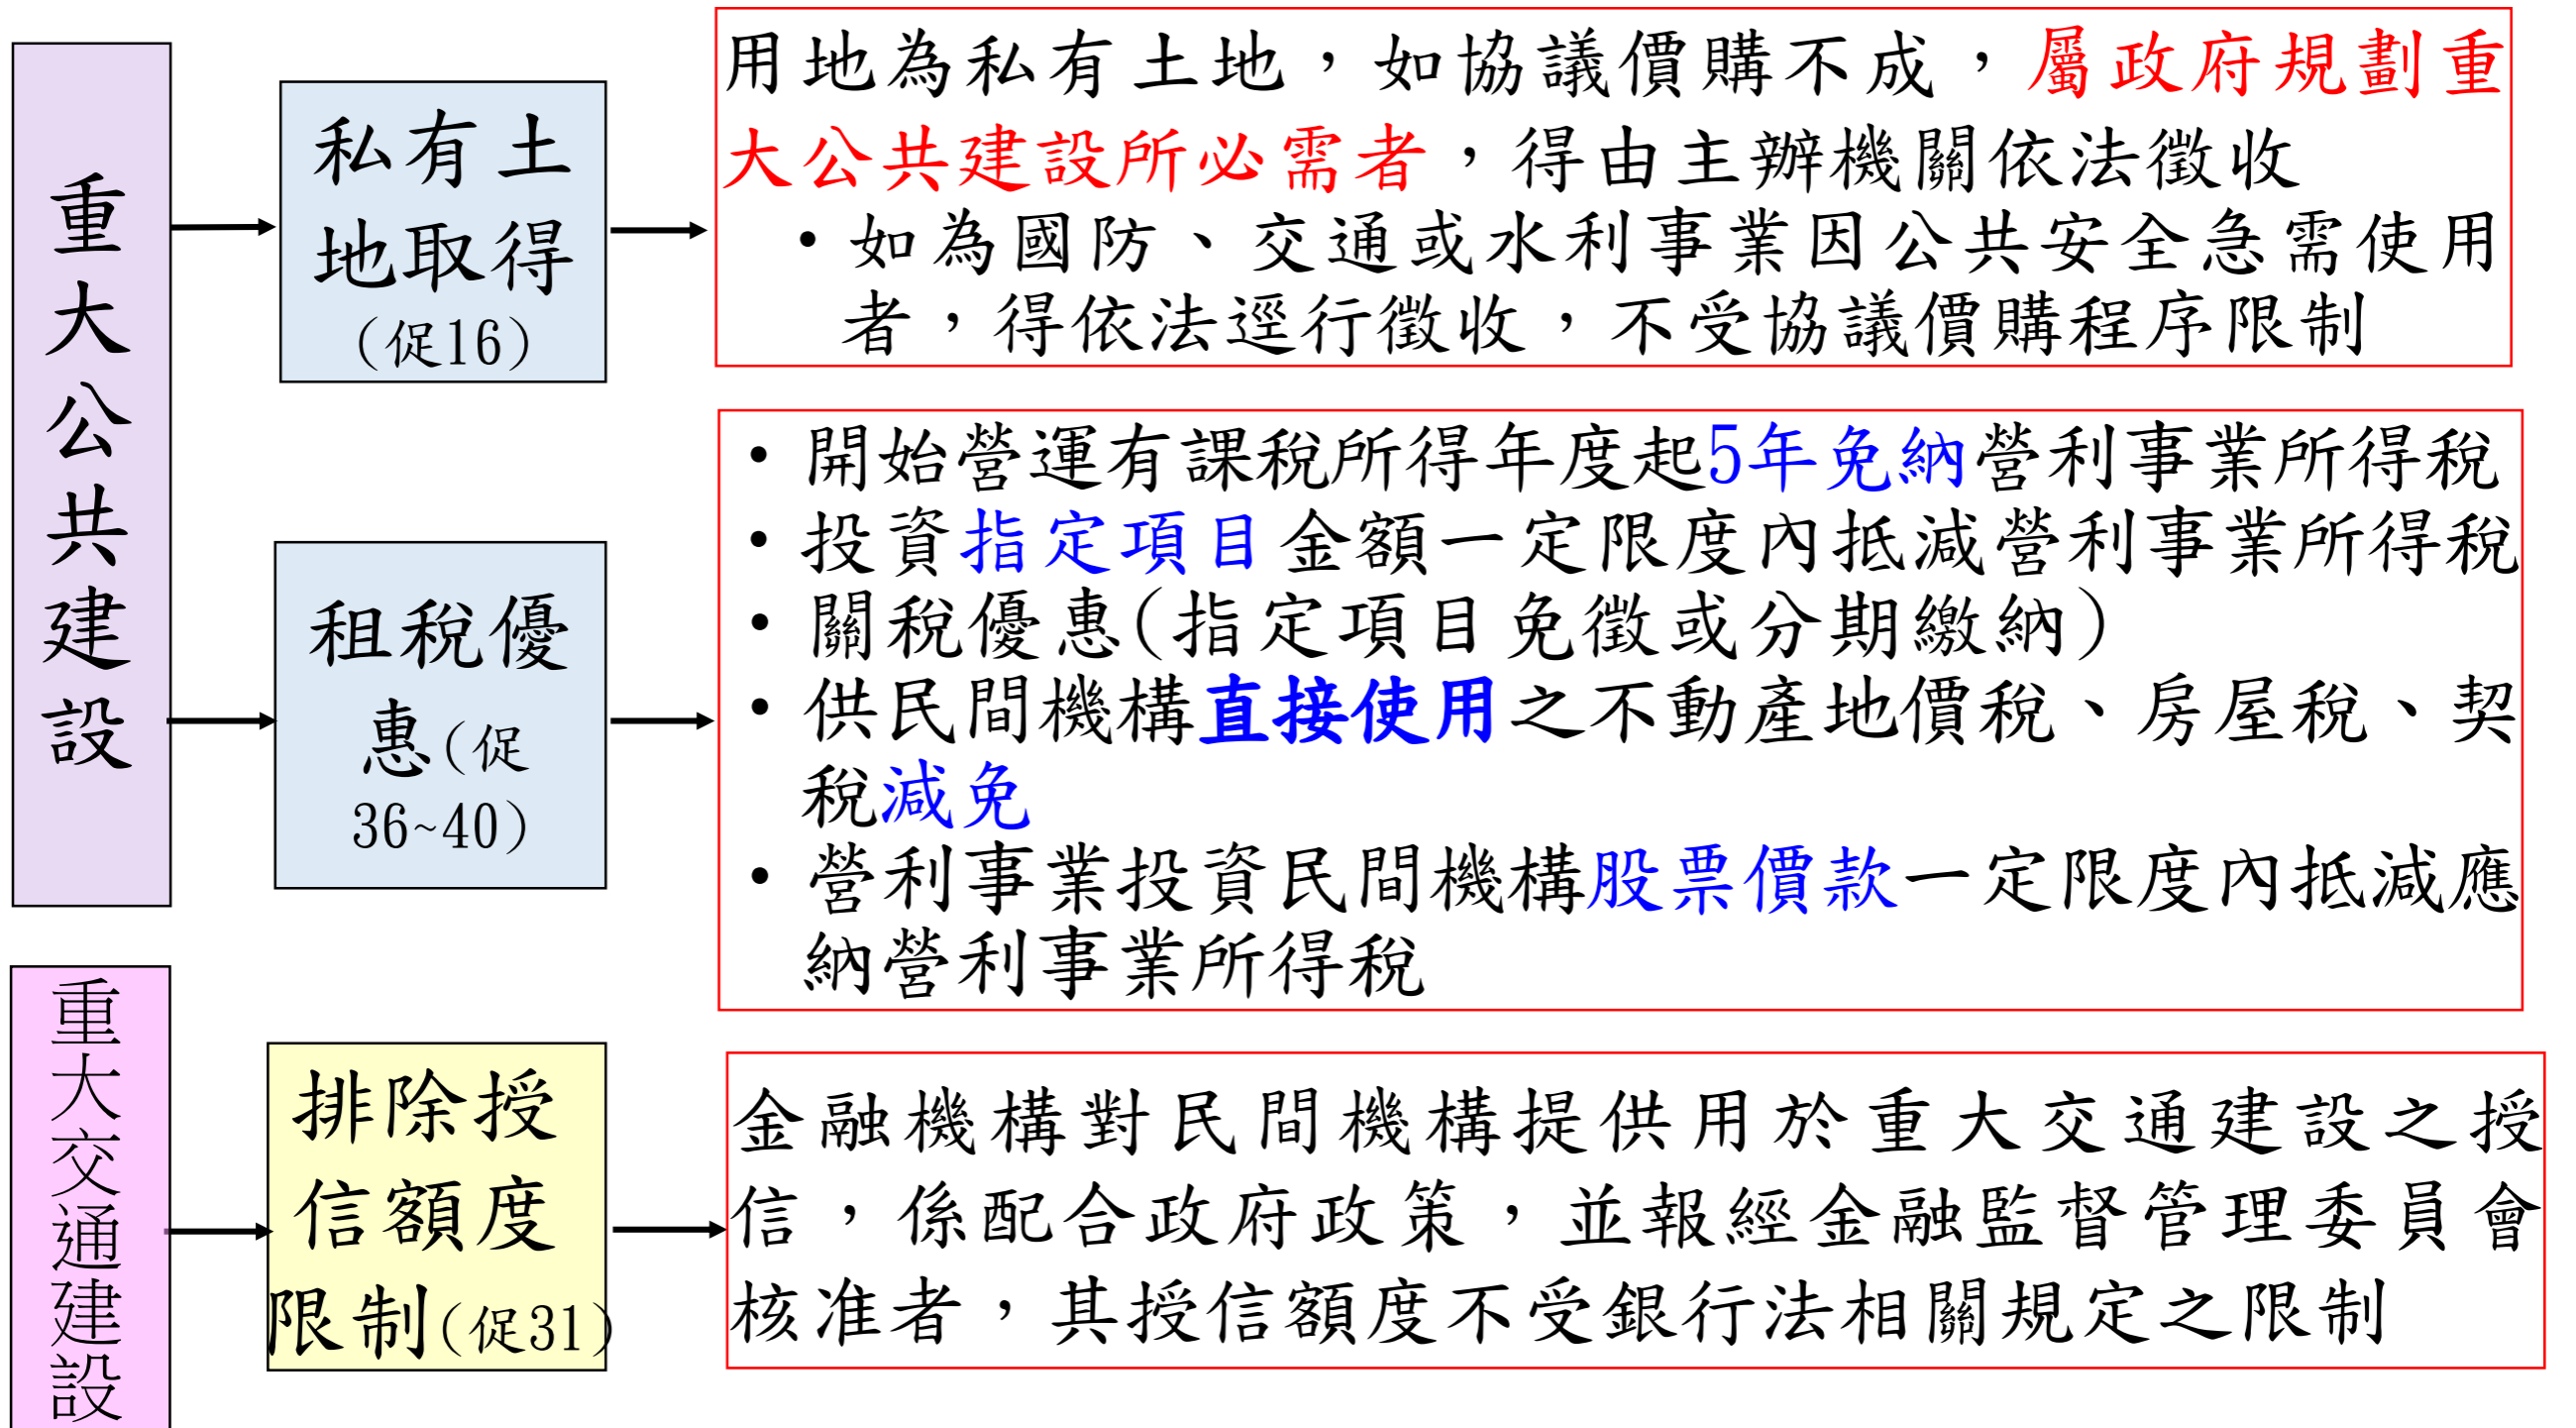 重大公共建設
私有土
地取得
(促16)
用地為私有土地，如協議價購不成，屬政府規劃重
大公共建設所必需者，得由主辦機關依法徵收
•如為國防、交通或水利事業因公共安全急需使用
者，得依法逕行徵收，不受協議價購程序限制
租稅優
惠(促
36~40)
•開始營運有課稅所得年度起5年免納營利事業所得稅
•投資指定項目金額一定限度內抵減營利事業所得稅
•關稅優惠(指定項目免徵或分期繳納)
•供民間機構直接使用之不動產地價稅、房屋稅、契
稅減免
•營利事業投資民間機構股票價款一定限度內抵減應
納營利事業所得稅
重大交通建設
排除授
信額度
限制(促31)
金融機構對民間機構提供用於重大交通建設之授
信，係配合政府政策，並報經金融監督管理委員會
核准者，其授信額度不受銀行法相關規定之限制